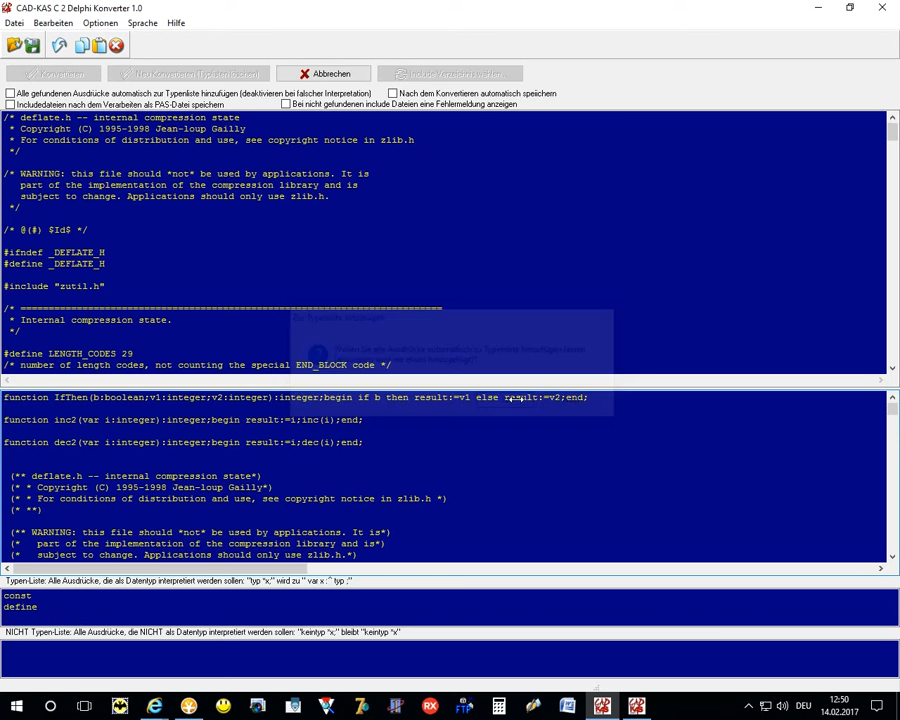 CAD-KAS C 2 Delphi Konverter 1.0
Datei Bearbeiten Optionen Sprache Hilfe
Konvertieren Neu Konvertieren (Typlisten löschen) Abbrechen Include Verzeichnis wählen
Alle gefundenen Ausdrücke automatisch zur Typenliste hinzufügen (deaktivieren bei falscher Interpretation) Nach dem Konvertieren automatisch speichern
Includedateien nach dem Verarbeiten als PAS-Datei speichern Bei nicht gefundenen include Dateien eine Fehlermeldung anzeigen
/* deflate.h -- internal compression state
* Copyright (C) 1995-1998 Jean-loup Gailly
* For conditions of distribution and use, see copyright notice in zlib.h
*/
/* WARNING: this file should *not* be used by applications. It is
part of the implementation of the compression library and is
subject to change. Applications should only use zlib.h.
*/
/* @(#) $Id$ */
#ifndef _DEFLATE_H
#define _DEFLATE_H
#include "zutil.h"
/* ===========================================================================
* Internal compression state.
*/
#define LENGTH_CODES 29
/* number of length codes, not counting the special END_BLOCK code */
function IfThen(b:boolean;v1:integer;v2:integer):integer;begin if b then result:=v1 else result:=v2;end;
function inc2(var i:integer):integer;begin result:=i;inc(i);end;
function dec2(var i:integer):integer;begin result:=i;dec(i);end;
(** deflate.h -- internal compression state*)
(* * Copyright (C) 1995-1998 Jean-loup Gailly*)
(* * For conditions of distribution and use, see copyright notice in zlib.h *)
(* **)
(** WARNING: this file should *not* be used by applications. It is*)
(* part of the implementation of the compression library and is*)
(* subject to change. Applications should only use zlib.h.*)
Typen-Liste: Alle Ausdrücke, die als Datentyp interpretiert werden sollen: "typ *x;" wird zu " var x :^ typ ;"
const
define
NICHT Typen-Liste: Alle Ausdrücke, die NICHT als Datentyp interpretiert werden sollen: "keintyp *x;" bleibt "keintyp *x"
DEU
12:50
14.02.2017